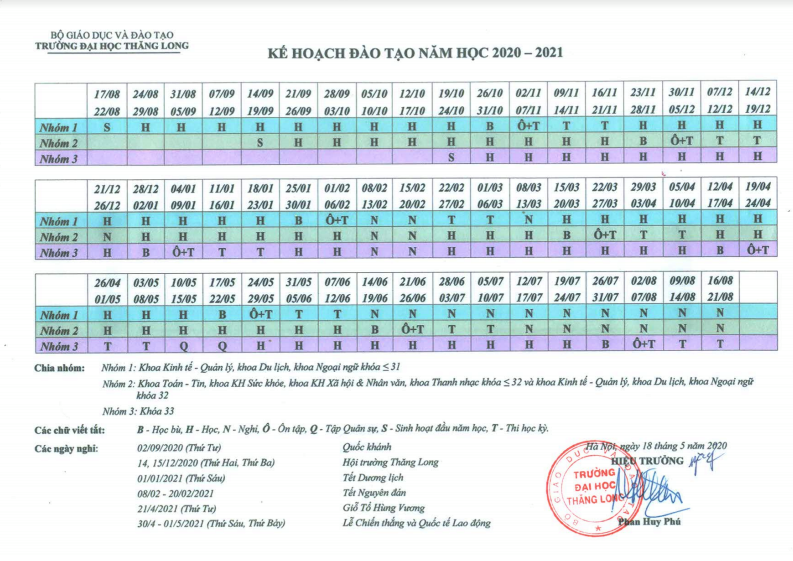 BỘ GIÁO DỤC VÀ ĐÀO TẠO
TRƯỜNG ĐẠI HỌC THĂNG LONG
KẾ HOẠCH ĐÀO TẠO NĂM HỌC 2020 – 2021
17/08 24/08 31/08 07/09 14/09 21/09 28/09 05/10 12/10 19/10 26/10 02/11 09/11 16/11 23/11 30/11 07/12 14/12
22/08 29/08 05/09 12/09 19/09 26/09 03/10 10/10 17/10 24/10 31/10 07/11 14/11 21/11 28/11 05/12 12/12 19/12
Nhóm 1 S H H H H H H H H H B Ô+T T T H H H H
Nhóm 2 S H H H H H H H H H B Ô+T T T
Nhóm 3 S H H H H H H H H
21/12 28/12 04/01 11/01 18/01 25/01 01/02 08/02 15/02 22/02 01/03 08/03 15/03 22/03 29/03 05/04 12/04 19/04
26/12 02/01 09/01 16/01 23/01 30/01 06/02 13/02 20/02 27/02 06/03 13/03 20/03 27/03 03/04 10/04 17/04 24/04
Nhóm 1 H H H H H B Ô+T N N T T N H H H H H H
Nhóm 2 N H H H H H H N N H H H B Ô+T T T H H
Nhóm 3 H B Ô+T T T H H N N H H H H H H H B Ô+T
26/04 03/05 10/05 17/05 24/05 31/05 07/06 14/06 21/06 28/06 05/07 12/07 19/07 26/07 02/08 09/08 16/08
01/05 08/05 15/05 22/05 29/05 05/06 12/06 19/06 26/06 03/07 10/07 17/07 24/07 31/07 07/08 14/08 21/08
Nhóm 1 H H H B Ô+T T T N N N N N N N N N N
Nhóm 2 H H H H H H H B Ô+T T T N N N N N N
Nhóm 3 T T Q Q H H H H H H H H H B Ô+T T T
Chia nhóm: Nhóm 1: Khoa Kinh tế - Quản lý, khoa Du lịch, khoa Ngoại ngữ khóa ≤ 31
Nhóm 2: Khoa Toán - Tin, khoa KH Sức khỏe, khoa KH Xã hội & Nhân văn, khoa Thanh nhạc khóa ≤ 32 và khoa Kinh tế - Quản lý, khoa Du lịch, khoa Ngoại ngữ
khóa 32
Nhóm 3: Khóa 33
Các chữ viết tắt: B - Học bù, H - Học, N - Nghỉ, Ô - Ôn tập, Q - Tập Quân sự, S - Sinh hoạt đầu năm học, T - Thi học kỳ.
Các ngày nghỉ: 02/09/2020 (Thứ Tư) Quốc khánh Hà Nội, ngày 18 tháng 5 năm 2020
14, 15/12/2020 (Thứ Hai, Thứ Ba) Hội trường Thăng Long HIỆU TRƯỞNG
01/01/2021 (Thứ Sáu) Tết Dương lịch
08/02 - 20/02/2021 Tết Nguyên đán
21/4/2021 (Thứ Tư) Giỗ Tổ Hùng Vương
30/4 - 01/5/2021 (Thứ Sáu, Thứ Bảy) Lễ Chiến thắng và Quốc tế Lao động
TRƯỜNG
ĐẠI HỌC
THĂNG LONG
BỘ GIÁO DỤC VÀ ĐÀO TẠO
Phan Huy Phú